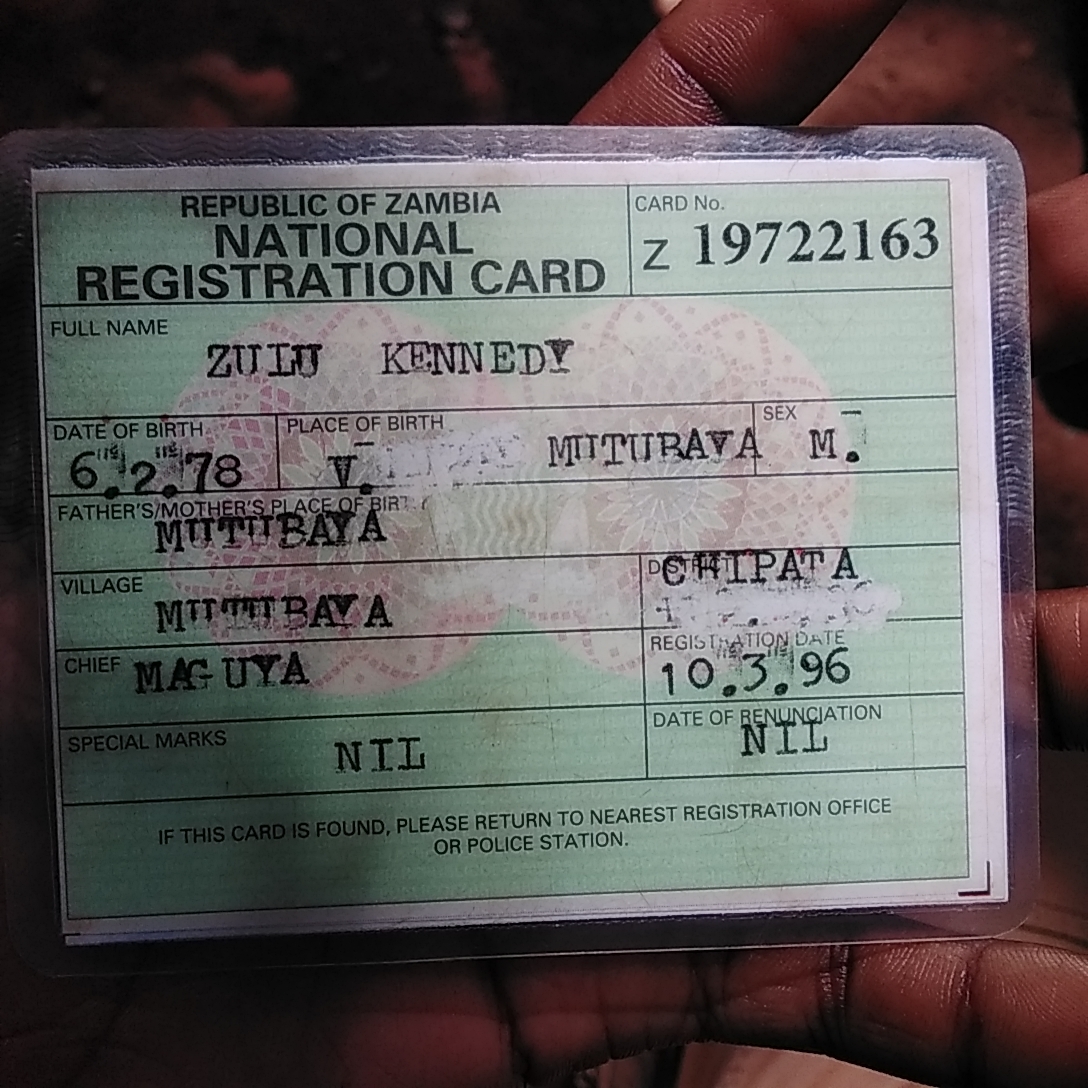 REPUBLIC OF ZAMBIA
NATIONAL
REGISTRATION CARD
CARD No.
Z 19722163
FULL NAME
ZULU KENNEDY
DATE OF BIRTH
6.2.78
PLACE OF BIRTH
V. MUTUBAYA
SEX
M.
FATHER'S/MOTHER'S PLACE OF BIRTH
MUTUBAYA
VILLAGE
MUTUBAYA
DISTRICT
CHIPATA
CHIEF MAGUYA
REGISTRATION DATE
10.3.96
SPECIAL MARKS
NIL
DATE OF RENUNCIATION
NIL
IF THIS CARD IS FOUND, PLEASE RETURN TO NEAREST REGISTRATION OFFICE
OR POLICE STATION.